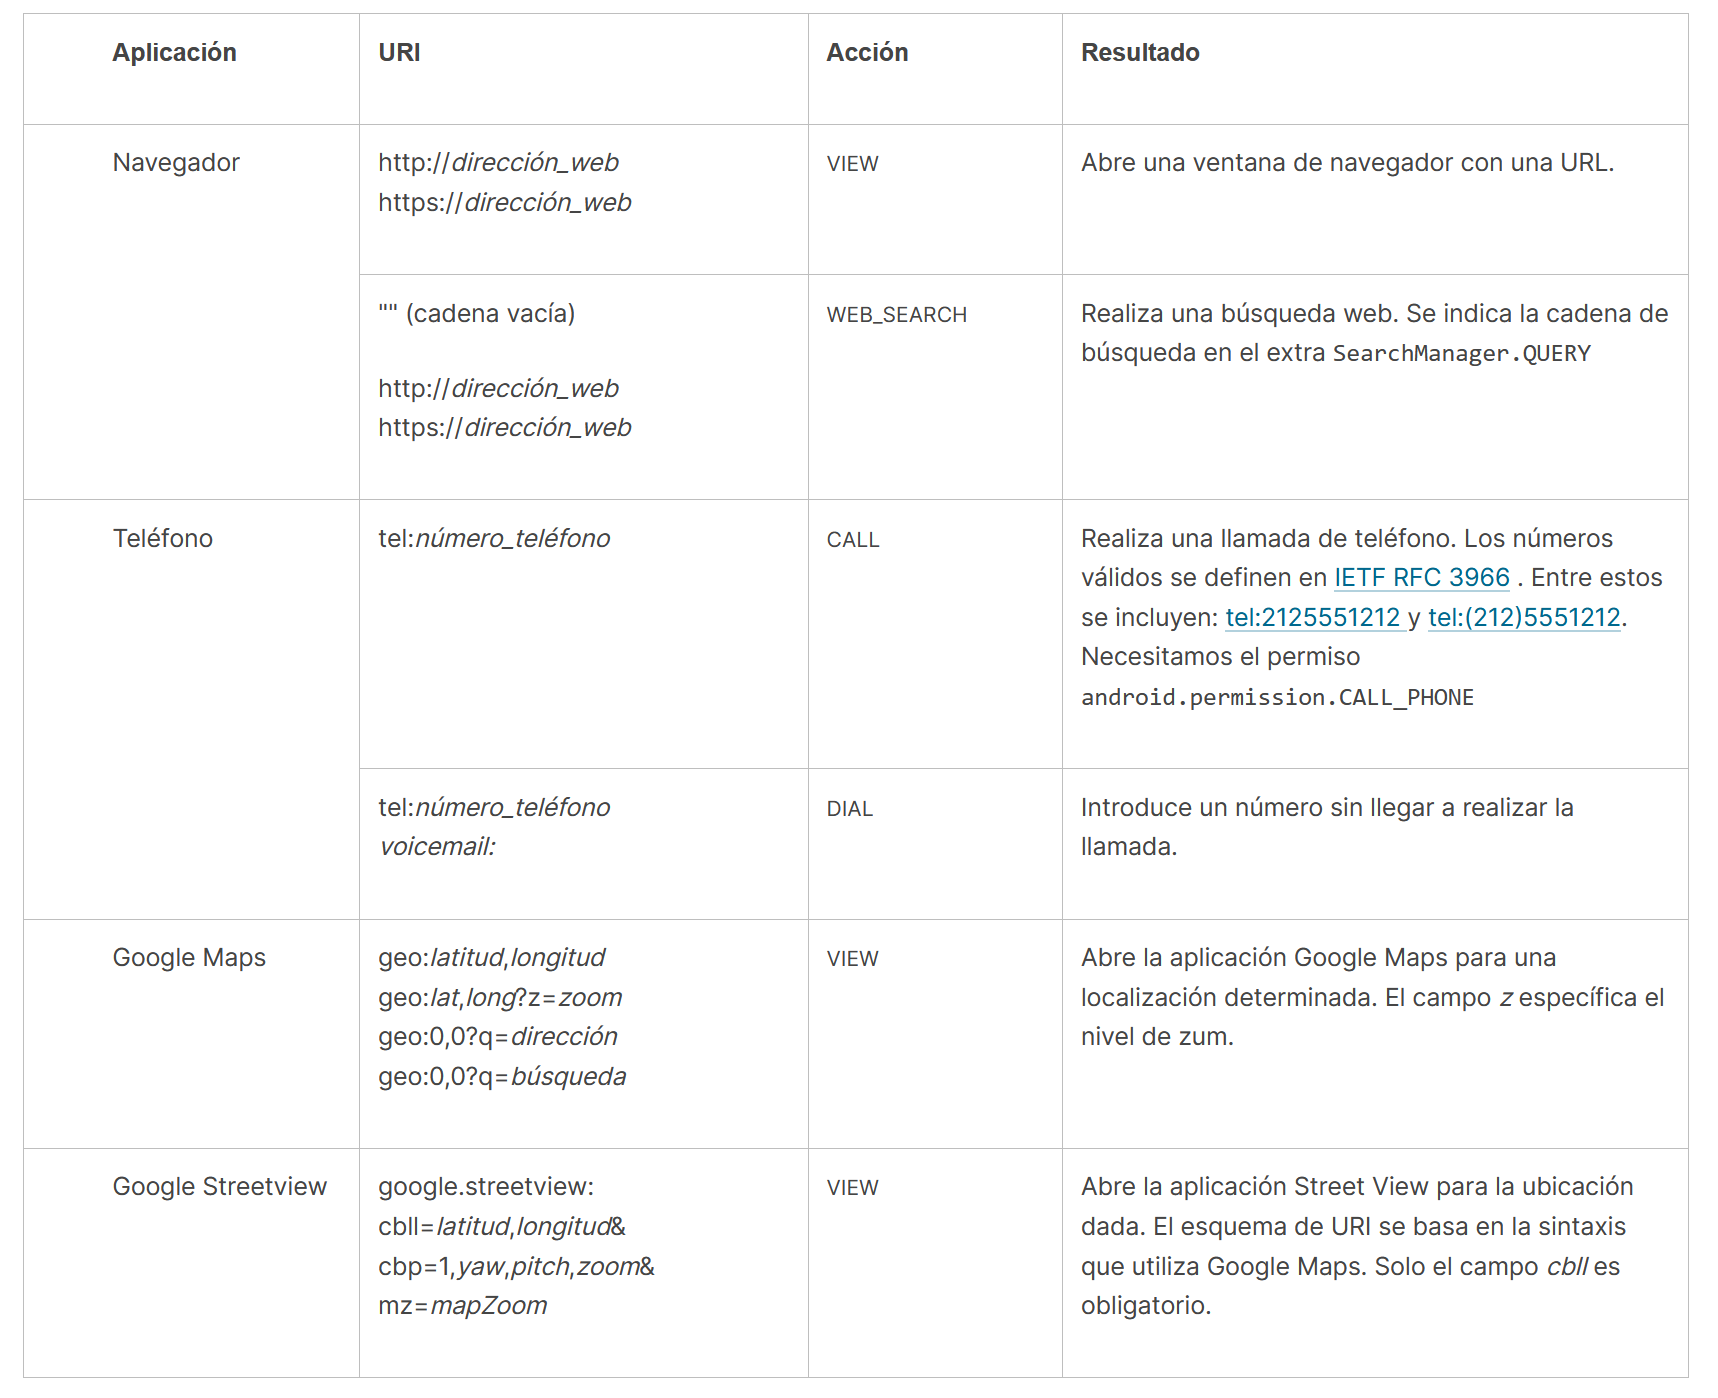 Aplicación
URI
Acción
Resultado
Navegador
http://dirección_web
https://dirección_web
VIEW
Abre una ventana de navegador con una URL.
"" (cadena vacía)
http://dirección_web
https://dirección_web
WEB_SEARCH
Realiza una búsqueda web. Se indica la cadena de
búsqueda en el extra SearchManager.QUERY
Teléfono
tel:número_teléfono
CALL
Realiza una llamada de teléfono. Los números
válidos se definen en IETF RFC 3966 . Entre estos
se incluyen: tel:2125551212 y tel:(212)5551212.
Necesitamos el permiso
android.permission.CALL_PHONE
tel:número_teléfono
voicemail:
DIAL
Introduce un número sin llegar a realizar la
llamada.
Google Maps
geo:latitud,longitud
geo:lat,long?z=zoom
geo:0,0?q=dirección
geo:0,0?q=búsqueda
VIEW
Abre la aplicación Google Maps para una
localización determinada. El campo z específica el
nivel de zum.
Google Streetview
google.streetview:
cbll=latitud,longitud&
cbp=1,yaw,pitch,zoom&
mz=mapZoom
VIEW
Abre la aplicación Street View para la ubicación
dada. El esquema de URI se basa en la sintaxis
que utiliza Google Maps. Solo el campo cbll es
obligatorio.